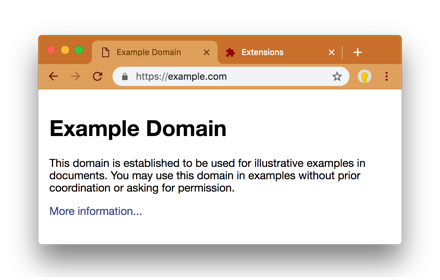 Example Domain
Extensions
https://example.com
Example Domain
This domain is established to be used for illustrative examples in
documents. You may use this domain in examples without prior
coordination or asking for permission.
More information...